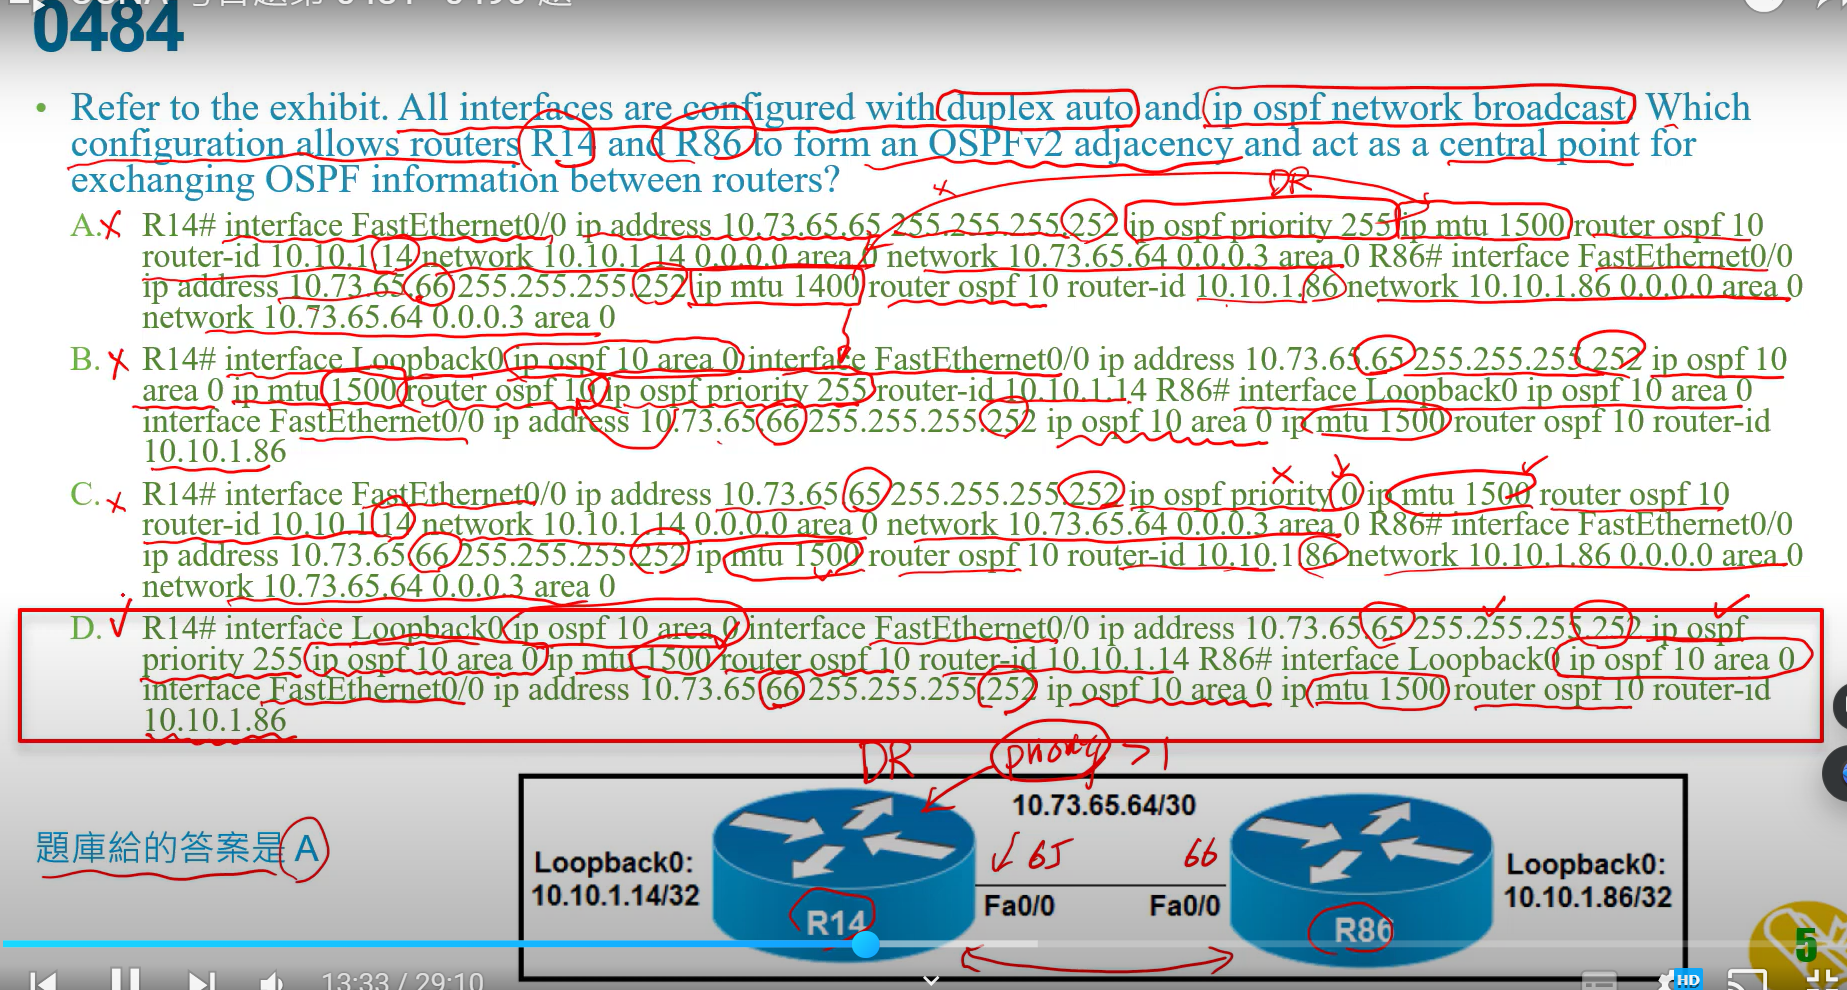 0484
• Refer to the exhibit. All interfaces are configured with duplex auto and ip ospf network broadcast. Which
configuration allows routers R14 and R86 to form an OSPFv2 adjacency and act as a central point for
exchanging OSPF information between routers?
DR
A. R14# interface FastEthernet0/0 ip address 10.73.65.65 255.255.255.252 ip ospf priority 255 ip mtu 1500 router ospf 10
router-id 10.10.1.14 network 10.10.1.14 0.0.0.0 area 0 network 10.73.65.64 0.0.0.3 area 0 R86# interface FastEthernet0/0
ip address 10.73.65.66 255.255.255.252 ip mtu 1400 router ospf 10 router-id 10.10.1.86 network 10.10.1.86 0.0.0.0 area 0
network 10.73.65.64 0.0.0.3 area 0
B. R14# interface Loopback0 ip ospf 10 area 0 interface FastEthernet0/0 ip address 10.73.65.65 255.255.255.252 ip ospf 10
area 0 ip mtu 1500 router ospf 10 ip ospf priority 255 router-id 10.10.1.14 R86# interface Loopback0 ip ospf 10 area 0
interface FastEthernet0/0 ip address 10.73.65.66 255.255.255.252 ip ospf 10 area 0 ip mtu 1500 router ospf 10 router-id
10.10.1.86
C. R14# interface FastEthernet0/0 ip address 10.73.65.65 255.255.255.252 ip ospf priority 0 ip mtu 1500 router ospf 10
router-id 10.10.1.14 network 10.10.1.14 0.0.0.0 area 0 network 10.73.65.64 0.0.0.3 area 0 R86# interface FastEthernet0/0
ip address 10.73.65.66 255.255.255.252 ip mtu 1500 router ospf 10 router-id 10.10.1.86 network 10.10.1.86 0.0.0.0 area 0
network 10.73.65.64 0.0.0.3 area 0
D. R14# interface Loopback0 ip ospf 10 area 0 interface FastEthernet0/0 ip address 10.73.65.65 255.255.255.252 ip ospf
priority 255 ip ospf 10 area 0 ip mtu 1500 router ospf 10 router-id 10.10.1.14 R86# interface Loopback0 ip ospf 10 area 0
interface FastEthernet0/0 ip address 10.73.65.66 255.255.255.252 ip ospf 10 area 0 ip mtu 1500 router ospf 10 router-id
10.10.1.86
DR >1
10.73.65.64/30
題庫給的答案是 A
65 66
Loopback0:
10.10.1.14/32
R14
Fa0/0
Fa0/0
R86
Loopback0:
10.10.1.86/32
5
13:33 / 29:10
HD